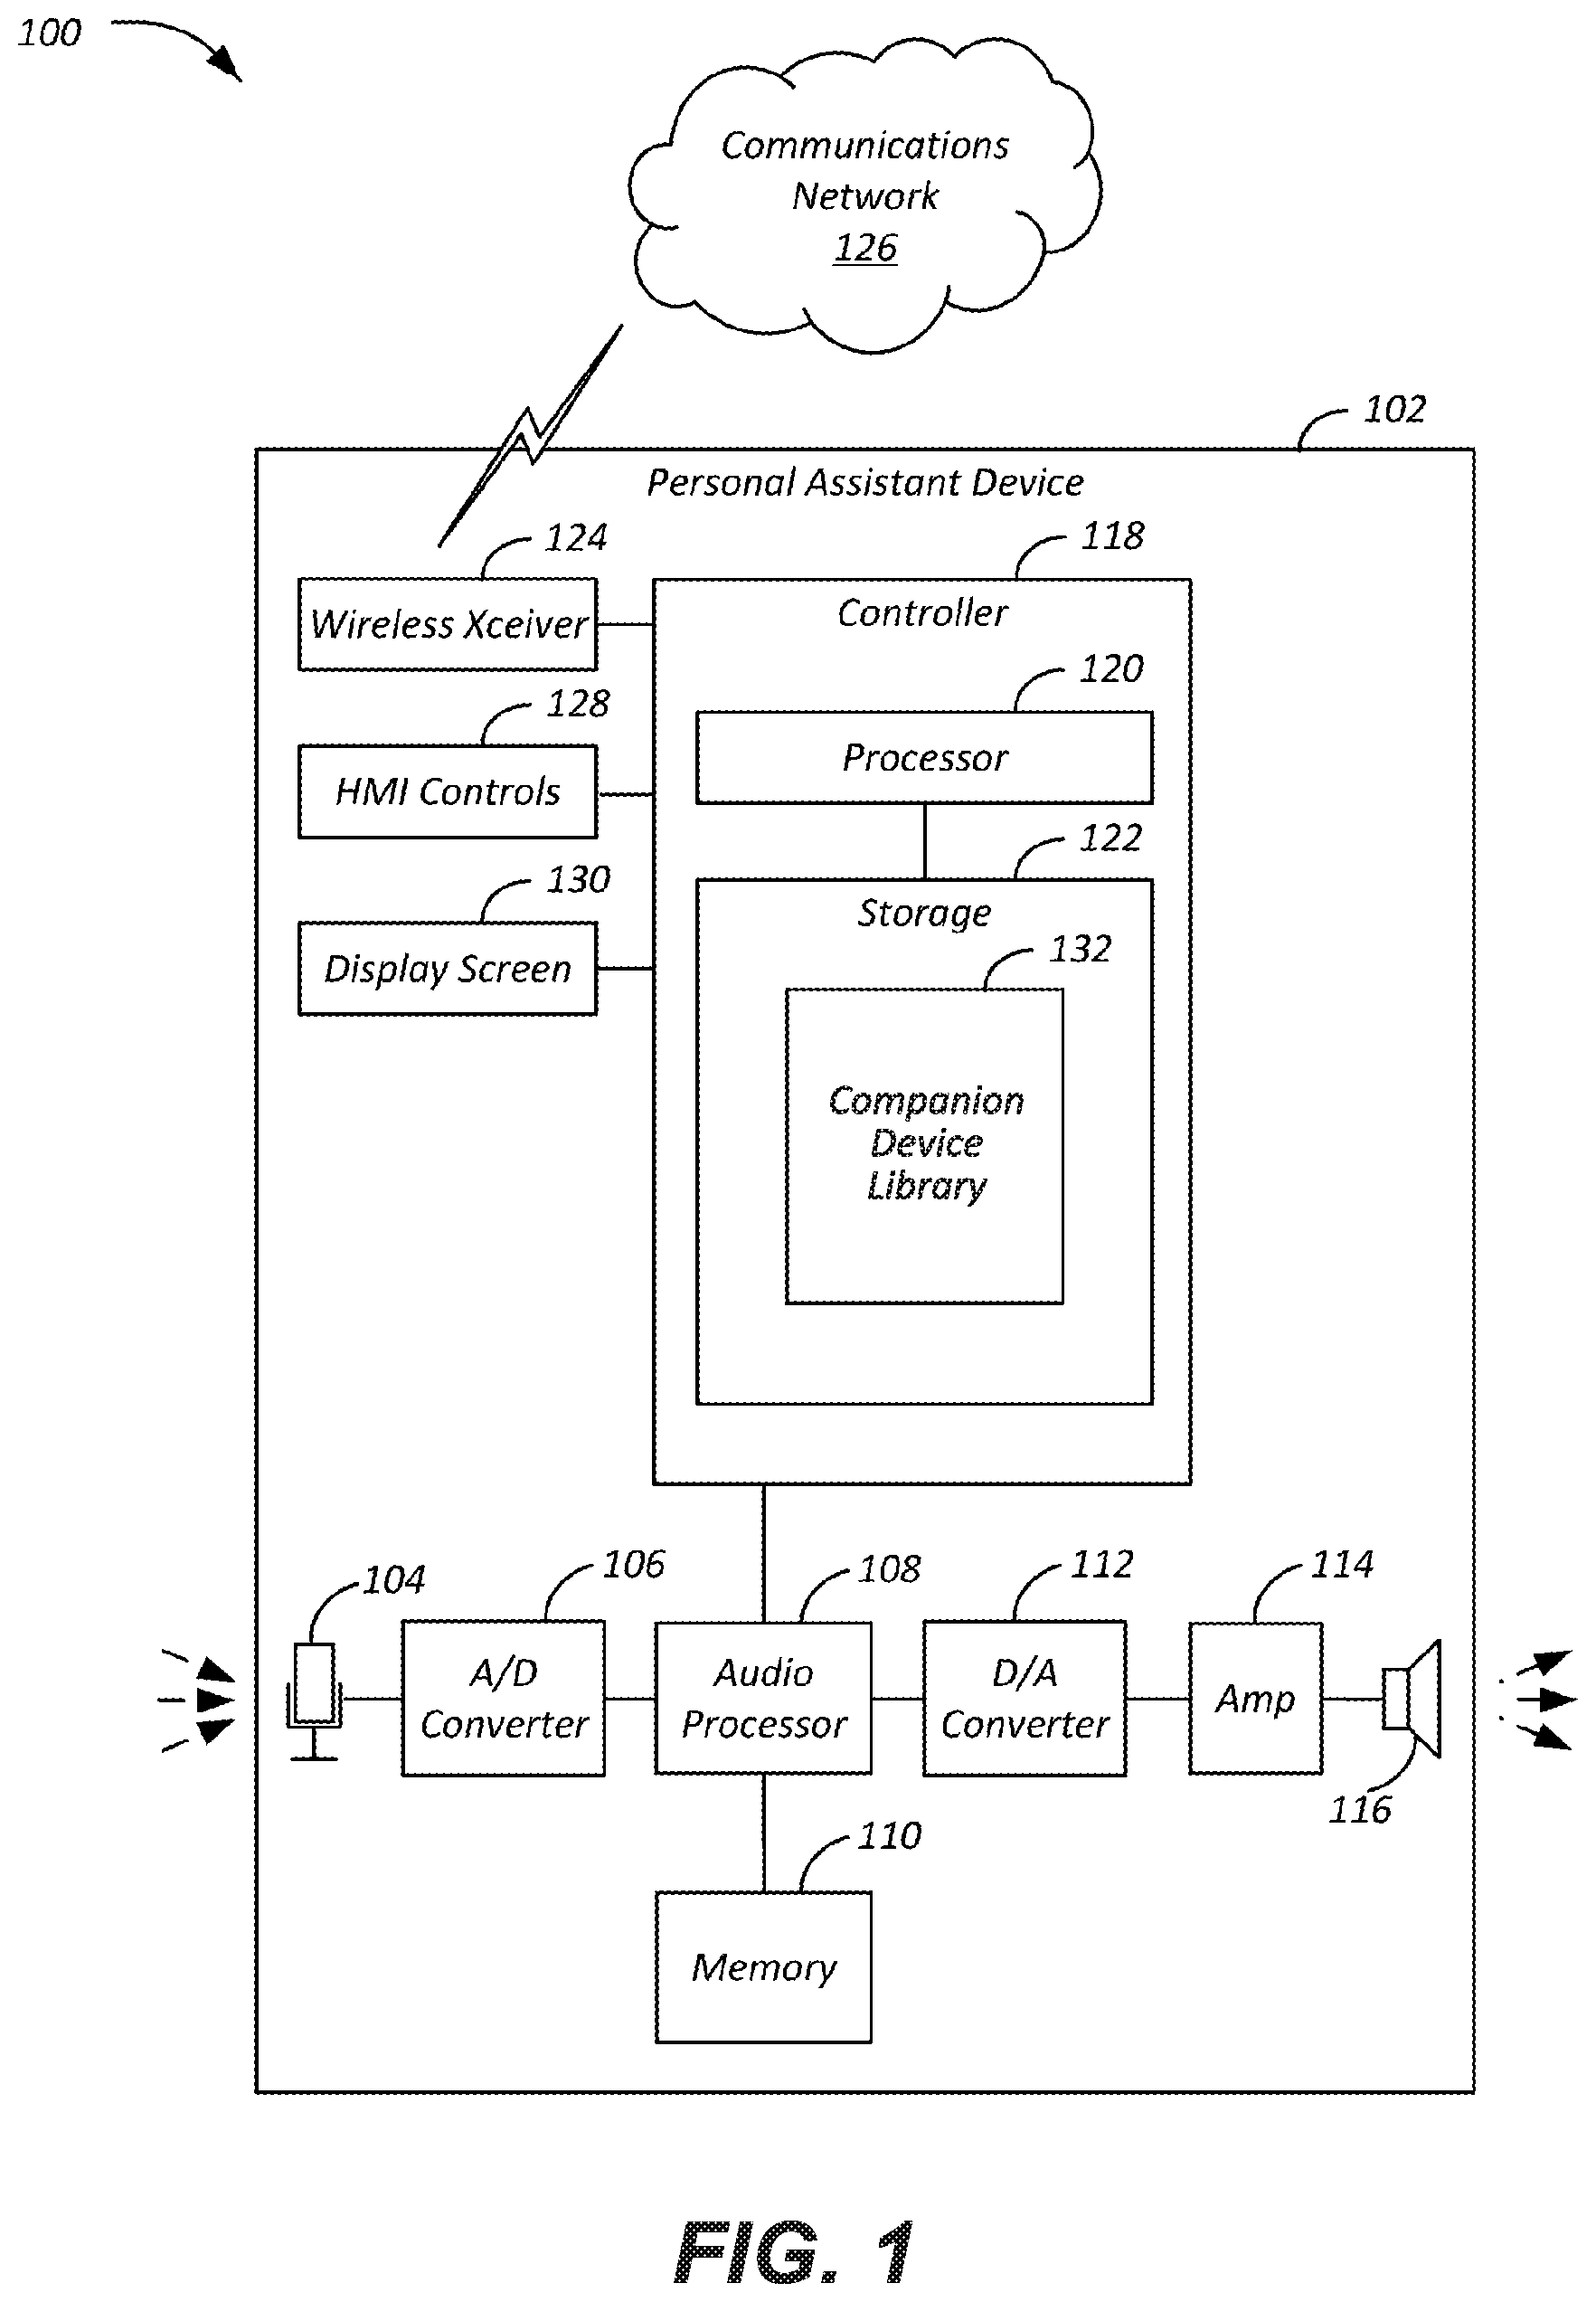 100
Communications
Network
126
102
Personal Assistant Device
124
118
Wireless Xceiver
Controller
120
128
Processor
HMI Controls
122
130
Storage
132
Display Screen
Companion
Device
Library
104
106
108
112
114
A/D
Converter
Audio
Processor
D/A
Converter
Amp
116
110
Memory
FIG. 1